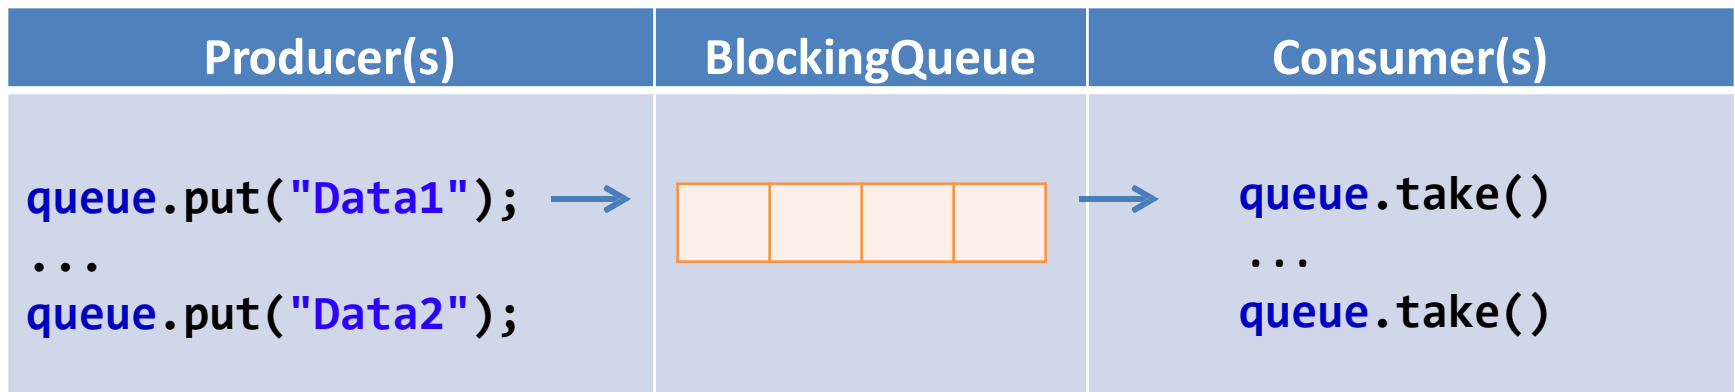 Producer(s)
BlockingQueue
Consumer(s)
queue.put("Data1");
...
queue.put("Data2");
queue.take()
...
queue.take()